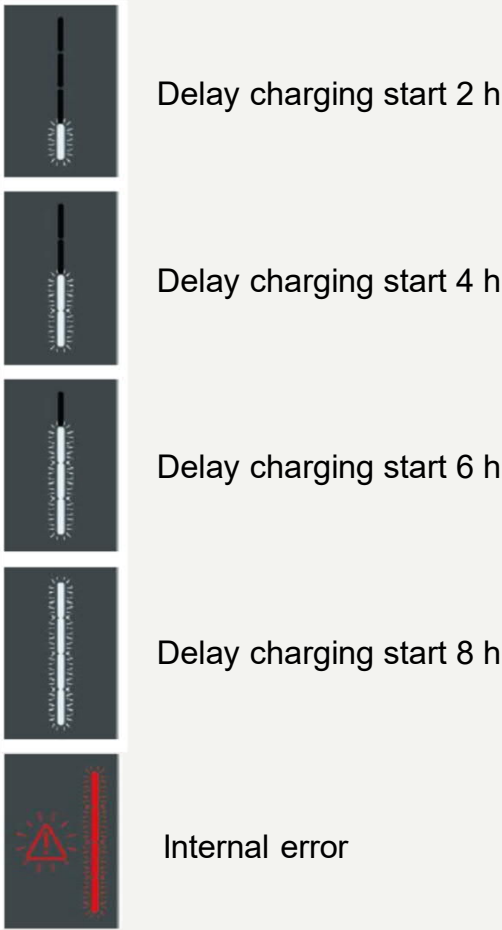 Delay charging start 2 h
Delay charging start 4 h
Delay charging start 6 h
Delay charging start 8 h
Internal error